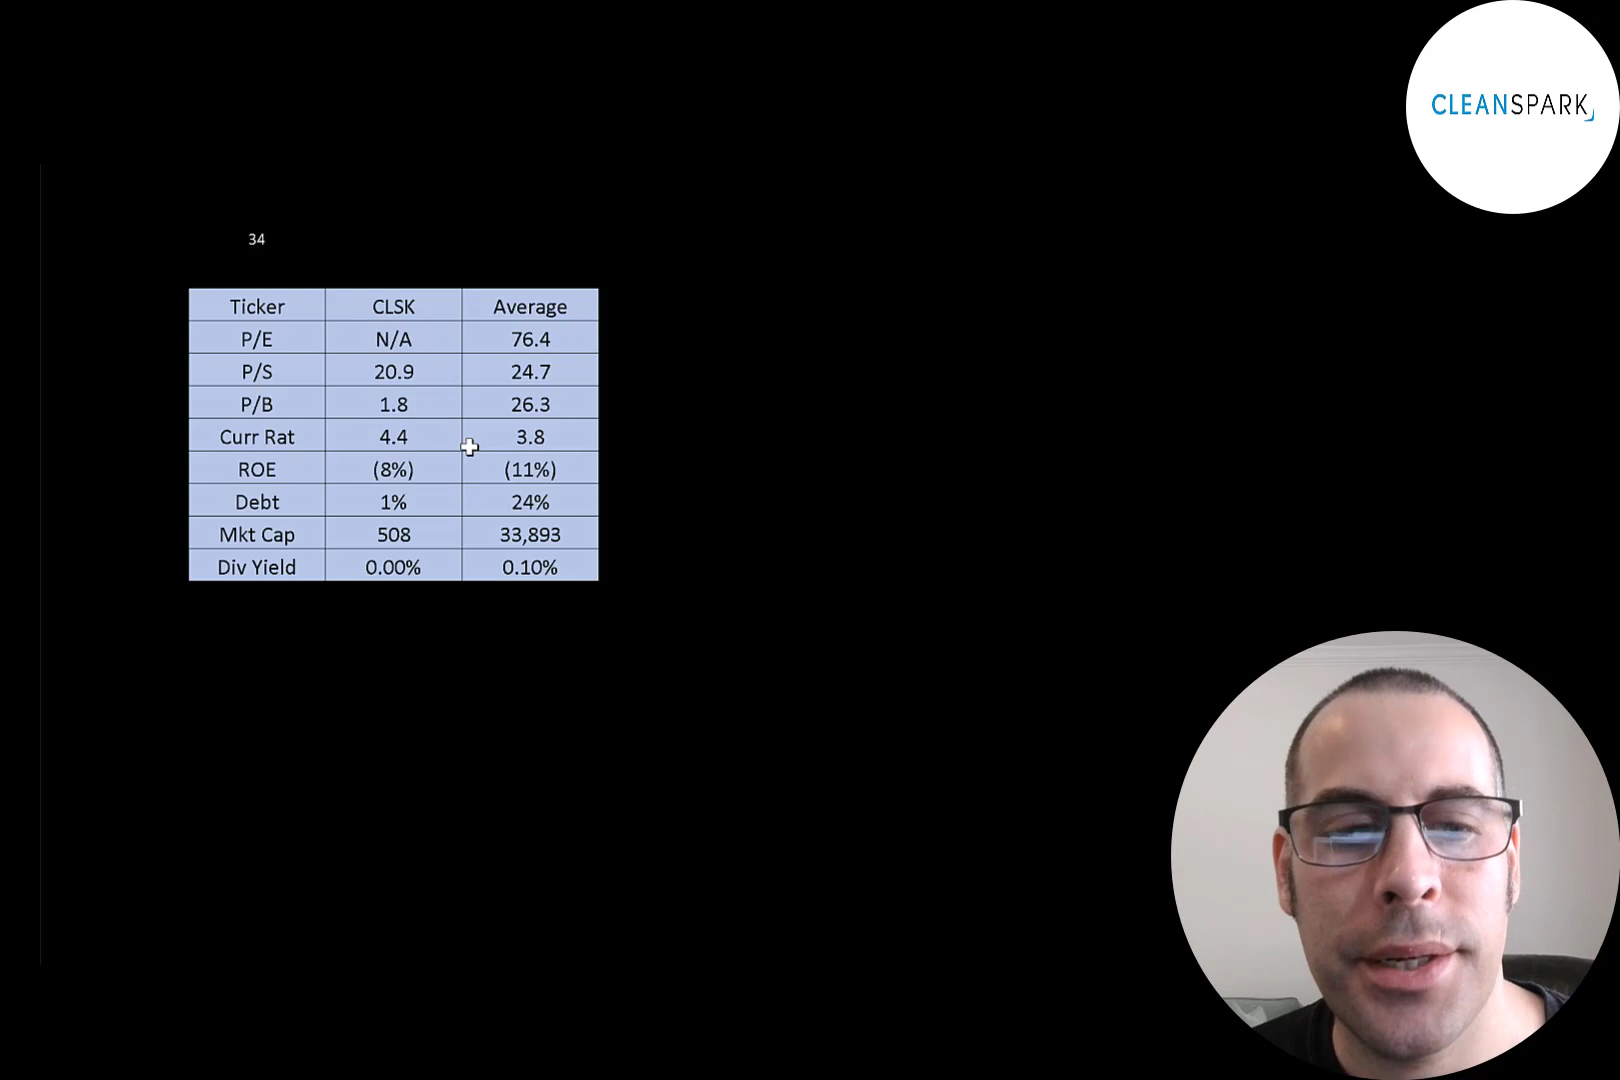 CLEANSPARK
34
Ticker CLSK Average
P/E N/A 76.4
P/S 20.9 24.7
P/B 1.8 26.3
Curr Rat 4.4 3.8
ROE (8%) (11%)
Debt 1% 24%
Mkt Cap 508 33,893
Div Yield 0.00% 0.10%